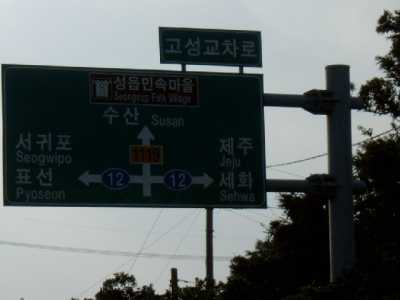 고성교차로
성읍민속마을
Seongeup Folk Village
수산
Susan
1119
서귀포
Seogwipo
제주
Jeju
표선
Pyoseon
12
12
세화
Sehwa